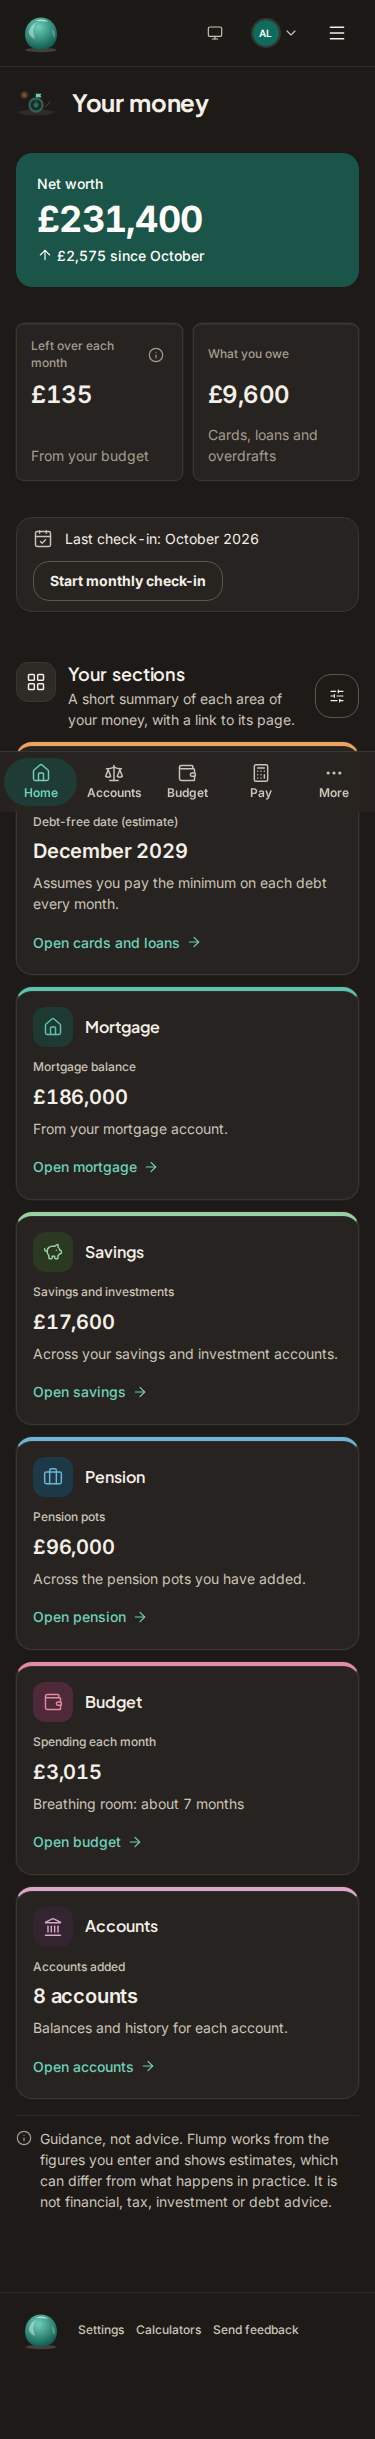 AL
Your money
Net worth
£231,400
↑ £2,575 since October
Left over each
month
£135
From your budget
What you owe
£9,600
Cards, loans and
overdrafts
Last check-in: October 2026
Start monthly check-in
Your sections
A short summary of each area of
your money, with a link to its page.
Home
Accounts
Budget
Pay
More
Debt-free date (estimate)
December 2029
Assumes you pay the minimum on each debt
every month.
Open cards and loans →
Mortgage
Mortgage balance
£186,000
From your mortgage account.
Open mortgage →
Savings
Savings and investments
£17,600
Across your savings and investment accounts.
Open savings →
Pension
Pension pots
£96,000
Across the pension pots you have added.
Open pension →
Budget
Spending each month
£3,015
Breathing room: about 7 months
Open budget →
Accounts
Accounts added
8 accounts
Balances and history for each account.
Open accounts →
Guidance, not advice. Flump works from the
figures you enter and shows estimates, which
can differ from what happens in practice. It is
not financial, tax, investment or debt advice.
Settings
Calculators
Send feedback